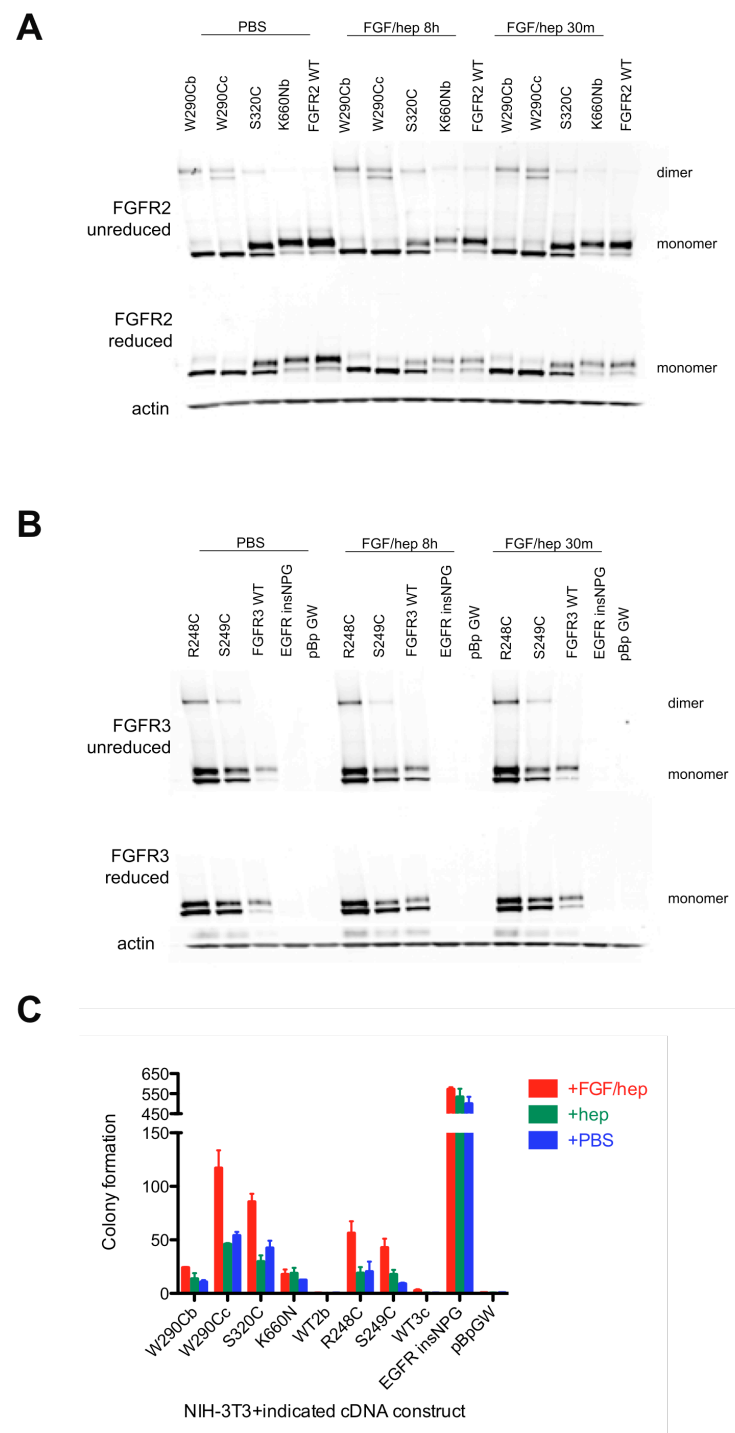 A
PBS FGF/hep 8h FGF/hep 30m
W290Cb W290Cc S320C K660Nb FGFR2 WT W290Cb W290Cc S320C K660Nb FGFR2 WT W290Cb W290Cc S320C K660Nb FGFR2 WT
dimer
FGFR2
unreduced
monomer
FGFR2
reduced
monomer
actin
B
PBS FGF/hep 8h FGF/hep 30m
R248C S249C FGFR3 WT EGFR insNPG pBp GW R248C S249C FGFR3 WT EGFR insNPG pBp GW R248C S249C FGFR3 WT EGFR insNPG pBp GW
dimer
FGFR3
unreduced
monomer
FGFR3
reduced
monomer
actin
C
650
550
450
150
100
50
0
Colony formation
+FGF/hep
+hep
+PBS
W290Cb W290Cc S320C K660N WT2b R248C S249C WT3c EGFR insNPG pBpGW
NIH-3T3+indicated cDNA construct